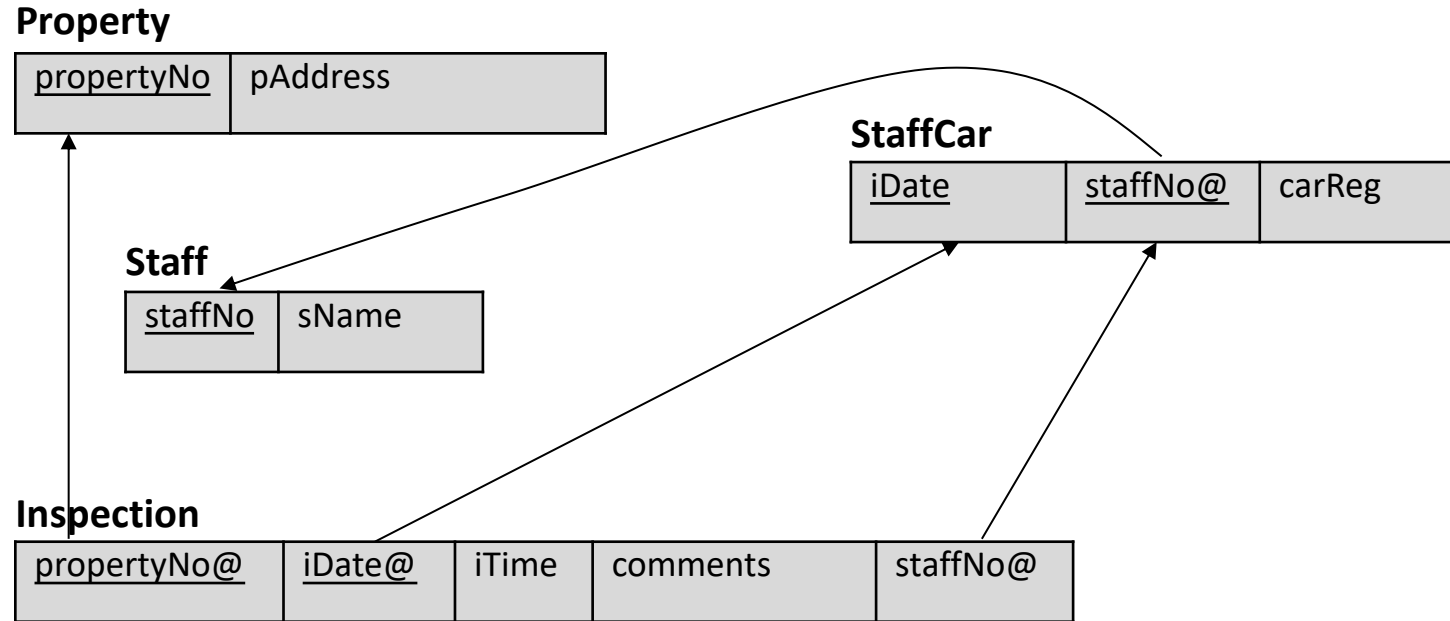 Property
propertyNo pAddress
StaffCar
iDate staffNo@ carReg
Staff
staffNo sName
Inspection
propertyNo@ iDate@ iTime comments staffNo@